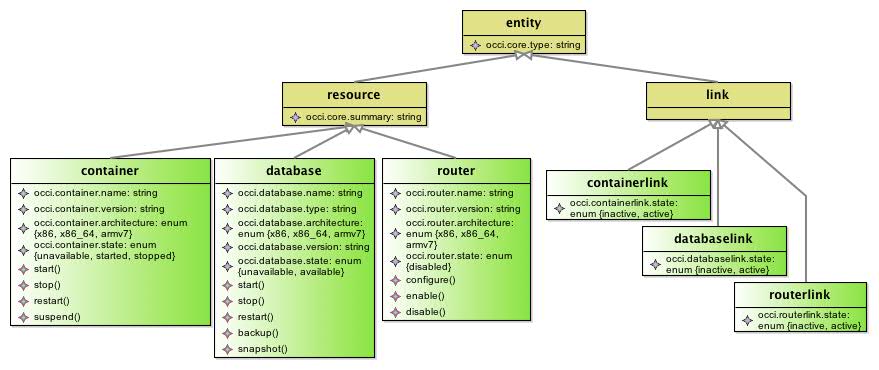 entity
occi.core.type: string
resource
occi.core.summary: string
link
container
occi.container.name: string
occi.container.version: string
occi.container.architecture: enum
{x86, x86_64, armv7}
occi.container.state: enum
{unavailable, started, stopped}
start()
stop()
restart()
suspend()
database
occi.database.name: string
occi.database.type: string
occi.database.architecture:
enum {x86, x86_64, armv7}
occi.database.version: string
occi.database.state: enum
{unavailable, available}
start()
stop()
restart()
backup()
snapshot()
router
occi.router.name: string
occi.router.version: string
occi.router.architecture:
enum {x86, x86_64,
armv7}
occi.router.state: enum
{disabled}
configure()
enable()
disable()
containerlink
occi.containerlink.state:
enum {inactive, active}
databaselink
occi.databaselink.state:
enum {inactive, active}
routerlink
occi.routerlink.state:
enum {inactive, active}